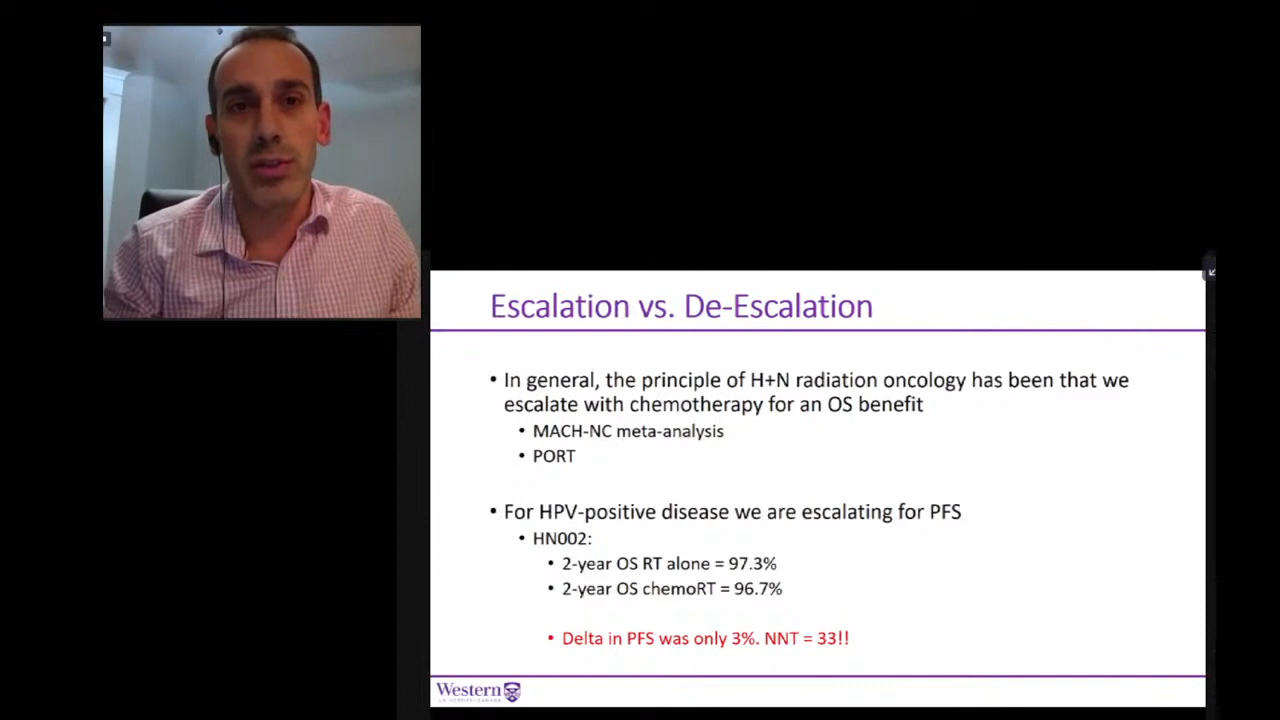 Escalation vs. De-Escalation
• In general, the principle of H+N radiation oncology has been that we
escalate with chemotherapy for an OS benefit
• MACH-NC meta-analysis
• PORT
• For HPV-positive disease we are escalating for PFS
• HN002:
• 2-year OS RT alone = 97.3%
• 2-year OS chemoRT = 96.7%
• Delta in PFS was only 3%. NNT = 33!!
Western
UNIVERSITY · CANADA